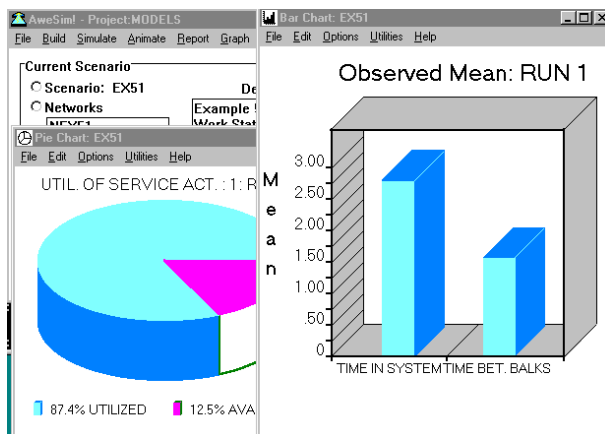 AweSim! - Project:MODELS
File Build Simulate Animate Report Graph
Current Scenario
Scenario: EX51
Networks
Example
Pie Chart: EX51
File Edit Options Utilities Help
UTIL. OF SERVICE ACT. : 1: R
87.4% UTILIZED 12.5% AVA
Bar Chart: EX51
File Edit Options Utilities Help
Observed Mean: RUN 1
Mean
3.00
2.50
2.00
1.50
1.00
.50
0
TIME IN SYSTEM TIME BET. BALKS